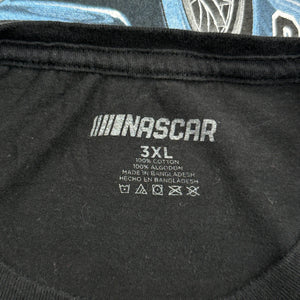 NASCAR
3XL
100% COTTON
100% ALGODON
MADE IN BANGLADESH
HECHO EN BANGLADESH